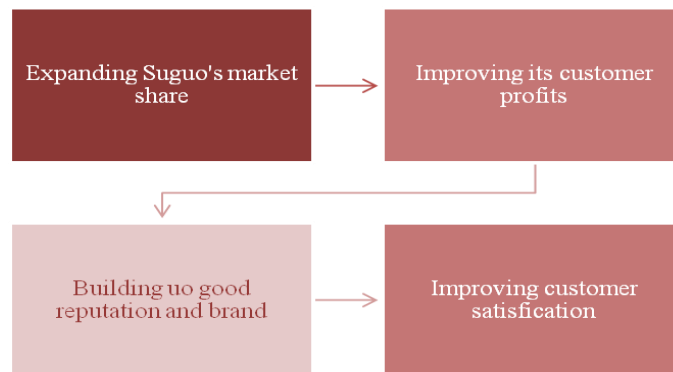 Expanding Suguo's market
share
Improving its customer
profits
Building uo good
reputation and brand
Improving customer
satisfication